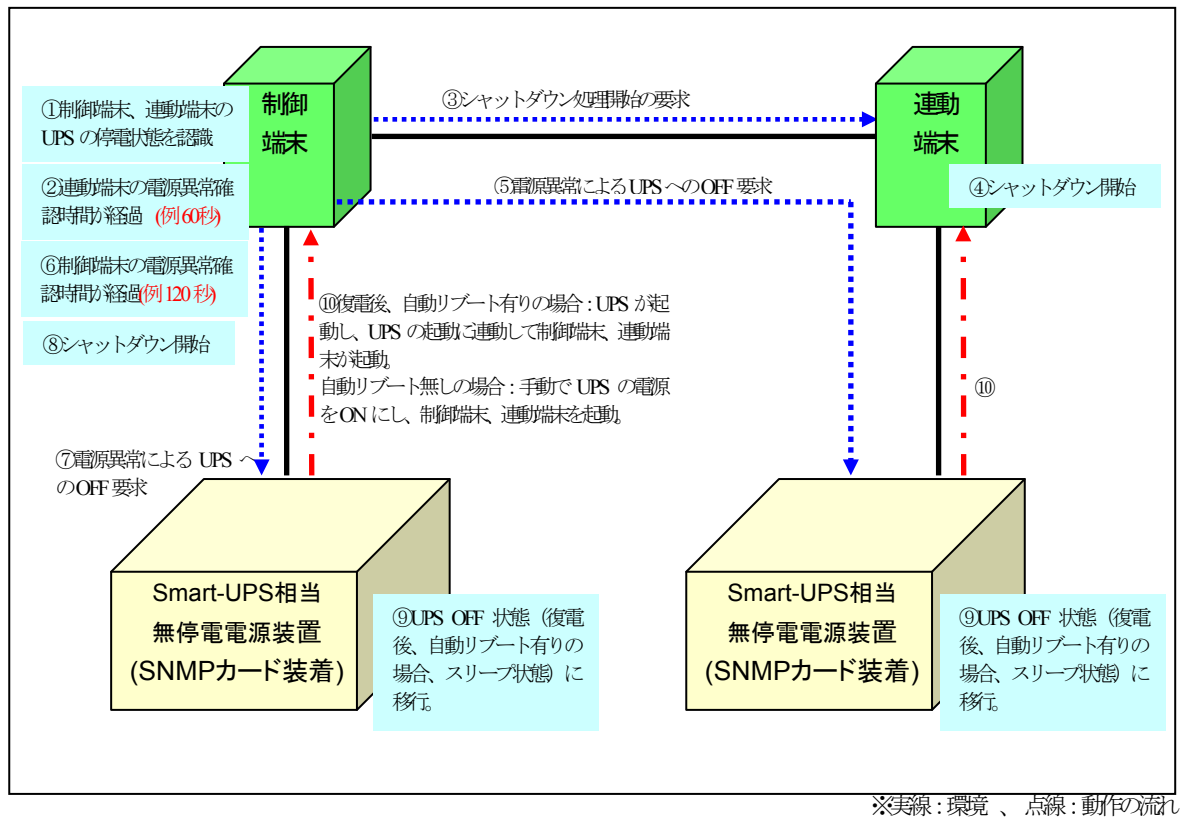 ①制御端末、連動端末の
UPS の停電状態を認識
②連動端末の電源異常確
認時間が経過 (例60秒)
⑥制御端末の電源異常確
認時間が経過(例120 秒)
⑧シャットダウン開始
制御
端末
③シャットダウン処理開始の要求
連動
端末
⑤電源異常による UPS への OFF 要求
④シャットダウン開始
⑩復電後、自動リブート有りの場合 : UPS が起
動し、UPS の起動に連動して制御端末、連動端
末が起動。
自動リブート無しの場合 : 手動で UPS の電源
を ON にし、制御端末、連動端末を起動。
⑩
⑦電源異常による UPS へ
の OFF 要求
Smart-UPS相当
無停電電源装置
(SNMPカード装着)
⑨UPS OFF 状態（復電
後、自動リブート有りの
場合、スリープ状態）に
移行。
Smart-UPS相当
無停電電源装置
(SNMPカード装着)
⑨UPS OFF 状態（復電
後、自動リブート有りの
場合、スリープ状態）に
移行。
※実線 : 環境 、 点線 : 動作の流れ